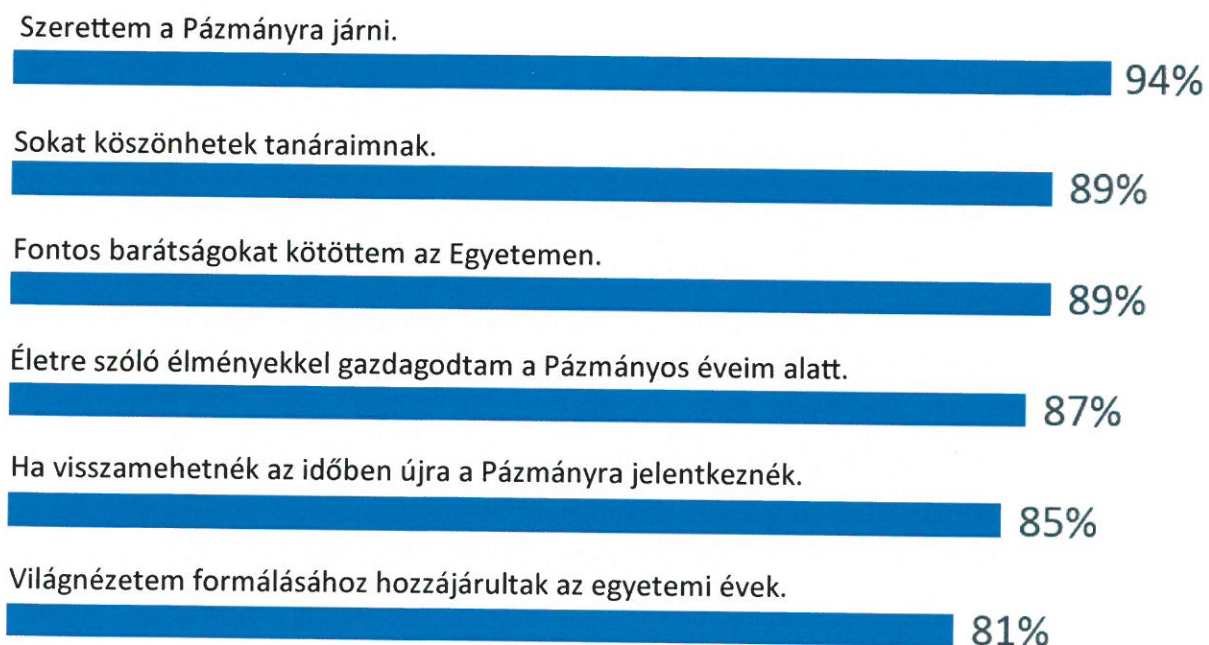 Szerettem a Pázmányra járni.
94%
Sokat köszönhetek tanáraimnak.
89%
Fontos barátságokat kötöttem az Egyetemen.
89%
Életre szóló élményekkel gazdagodtam a Pázmányos éveim alatt.
87%
Ha visszamehetnék az időben újra a Pázmányra jelentkeznék.
85%
Világnézetem formálásához hozzájárultak az egyetemi évek.
81%